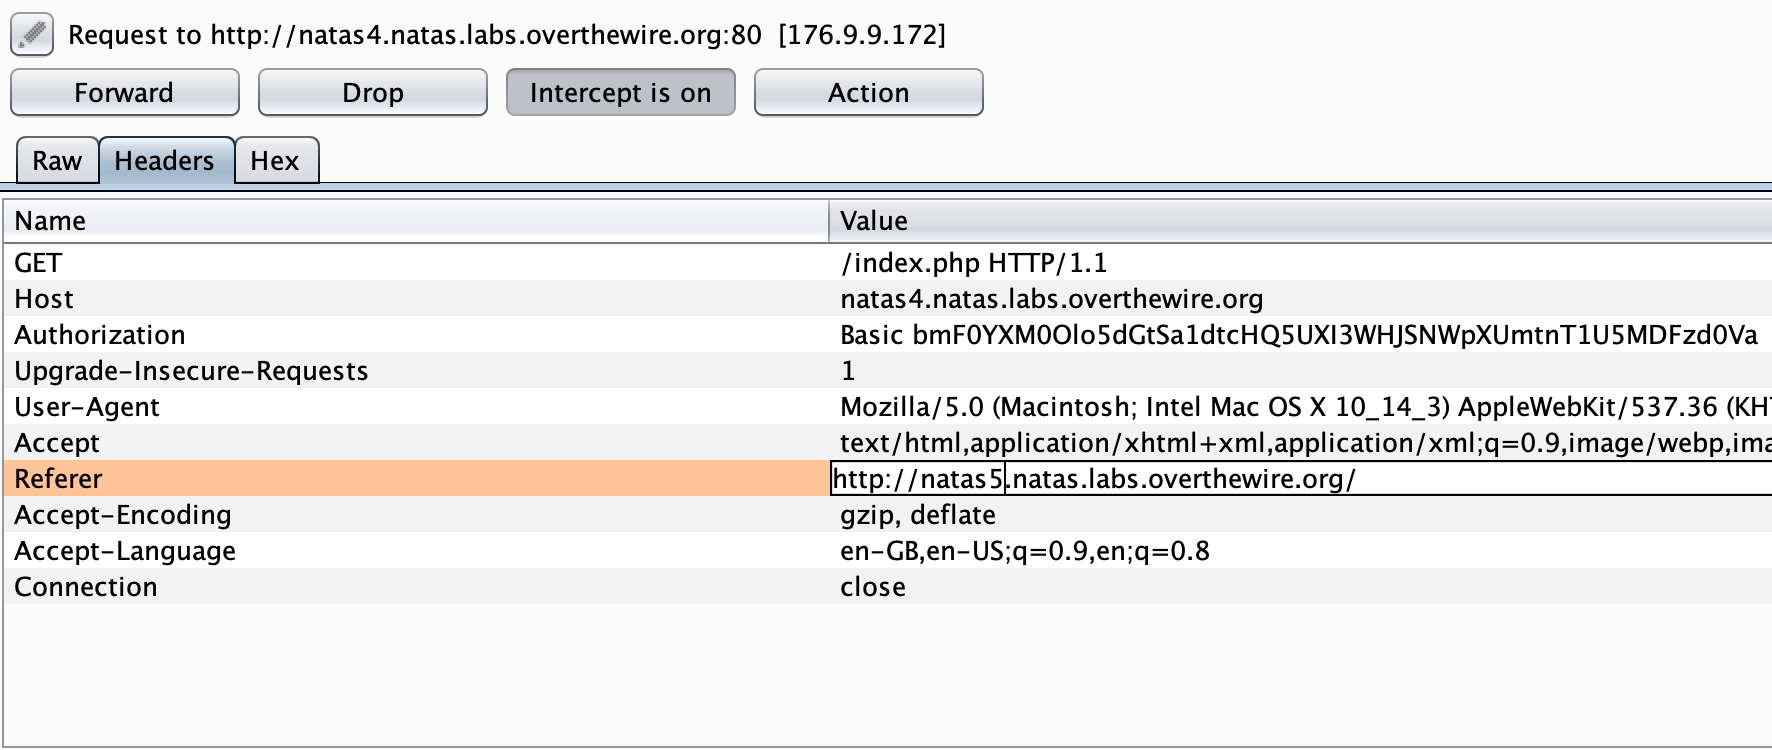 Request to http://natas4.natas.labs.overthewire.org:80 [176.9.9.172]
Forward Drop Intercept is on Action
Raw Headers Hex
Name Value
GET /index.php HTTP/1.1
Host natas4.natas.labs.overthewire.org
Authorization Basic bmF0YXM0Olo5dGtSa1dtcHQ5UXI3WHJSNWpXUmtnT1U5MDFzd0Va
Upgrade-Insecure-Requests 1
User-Agent Mozilla/5.0 (Macintosh; Intel Mac OS X 10_14_3) AppleWebKit/537.36 (KHT
Accept text/html,application/xhtml+xml,application/xml;q=0.9,image/webp,ima
Referer http://natas5.natas.labs.overthewire.org/
Accept-Encoding gzip, deflate
Accept-Language en-GB,en-US;q=0.9,en;q=0.8
Connection close